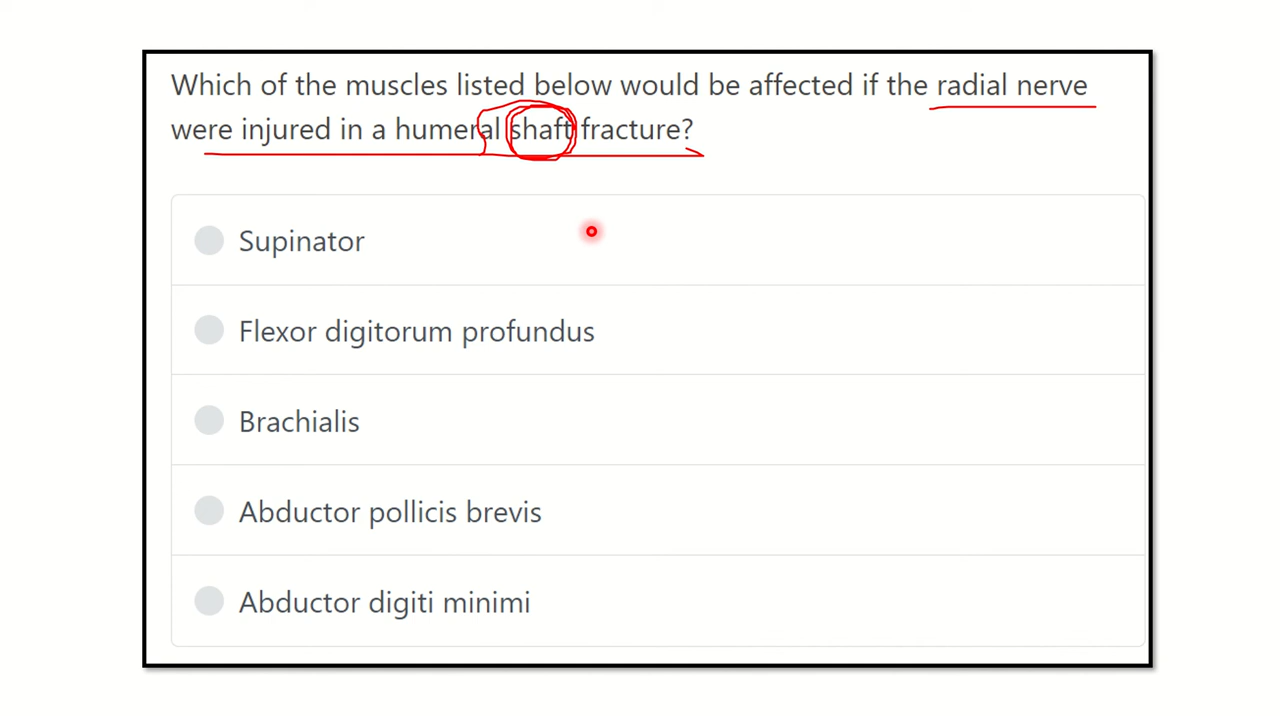 Which of the muscles listed below would be affected if the radial nerve
were injured in a humeral shaft fracture?
Supinator
Flexor digitorum profundus
Brachialis
Abductor pollicis brevis
Abductor digiti minimi